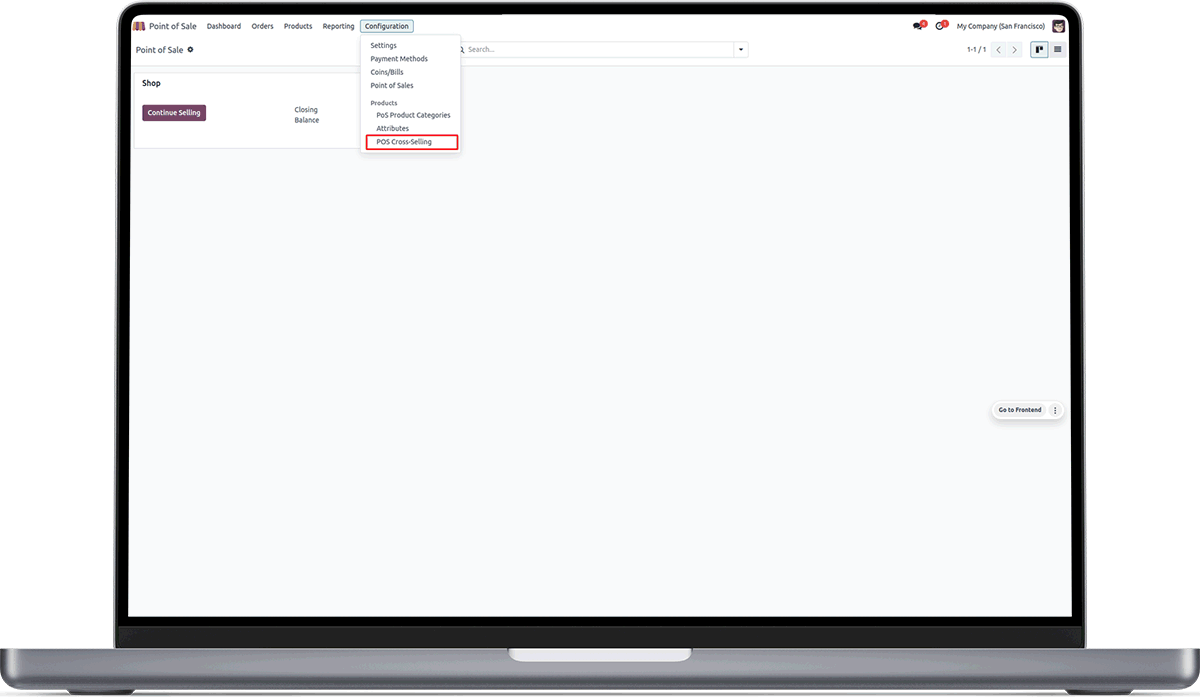 Point of Sale Dashboard Orders Products Reporting Configuration My Company (San Francisco)
Point of Sale Search... 1-1 / 1
Settings
Payment Methods
Coins/Bills
Point of Sales
Products
PoS Product Categories
Attributes
POS Cross-Selling
Shop
Continue Selling
Closing
Balance
Go to Frontend